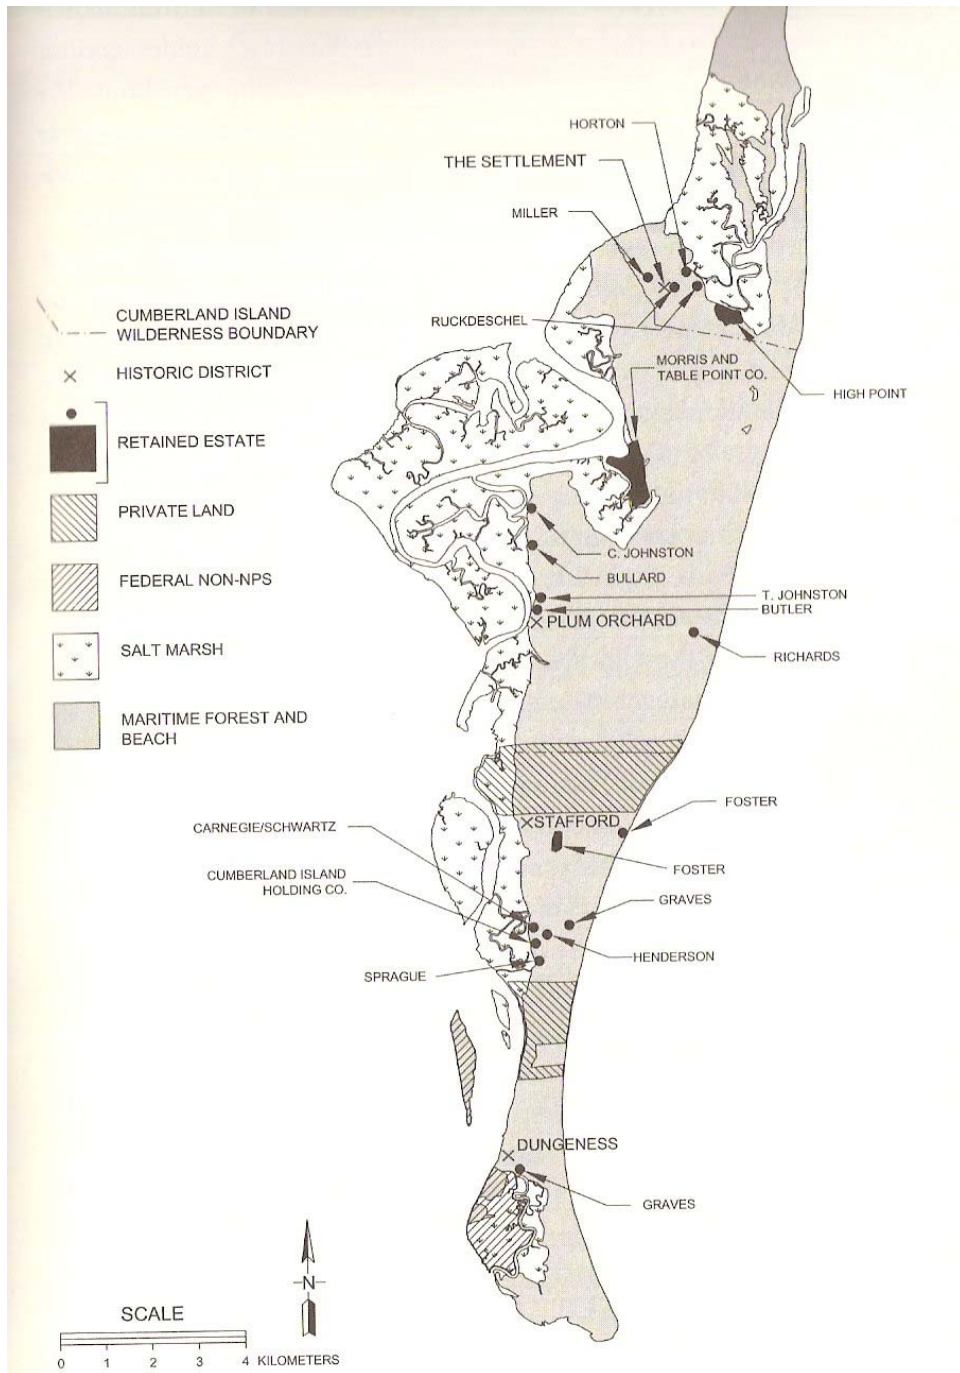 HORTON
THE SETTLEMENT
MILLER
RUCKDESCHEL
MORRIS AND
TABLE POINT CO.
HIGH POINT
CUMBERLAND ISLAND
WILDERNESS BOUNDARY
HISTORIC DISTRICT
RETAINED ESTATE
PRIVATE LAND
FEDERAL NON-NPS
SALT MARSH
MARITIME FOREST AND
BEACH
C. JOHNSTON
BULLARD
T. JOHNSTON
BUTLER
PLUM ORCHARD
RICHARDS
FOSTER
STAFFORD
CARNEGIE/SCHWARTZ
FOSTER
CUMBERLAND ISLAND
HOLDING CO.
GRAVES
HENDERSON
SPRAGUE
DUNGENESS
GRAVES
N
SCALE
0 1 2 3 4 KILOMETERS